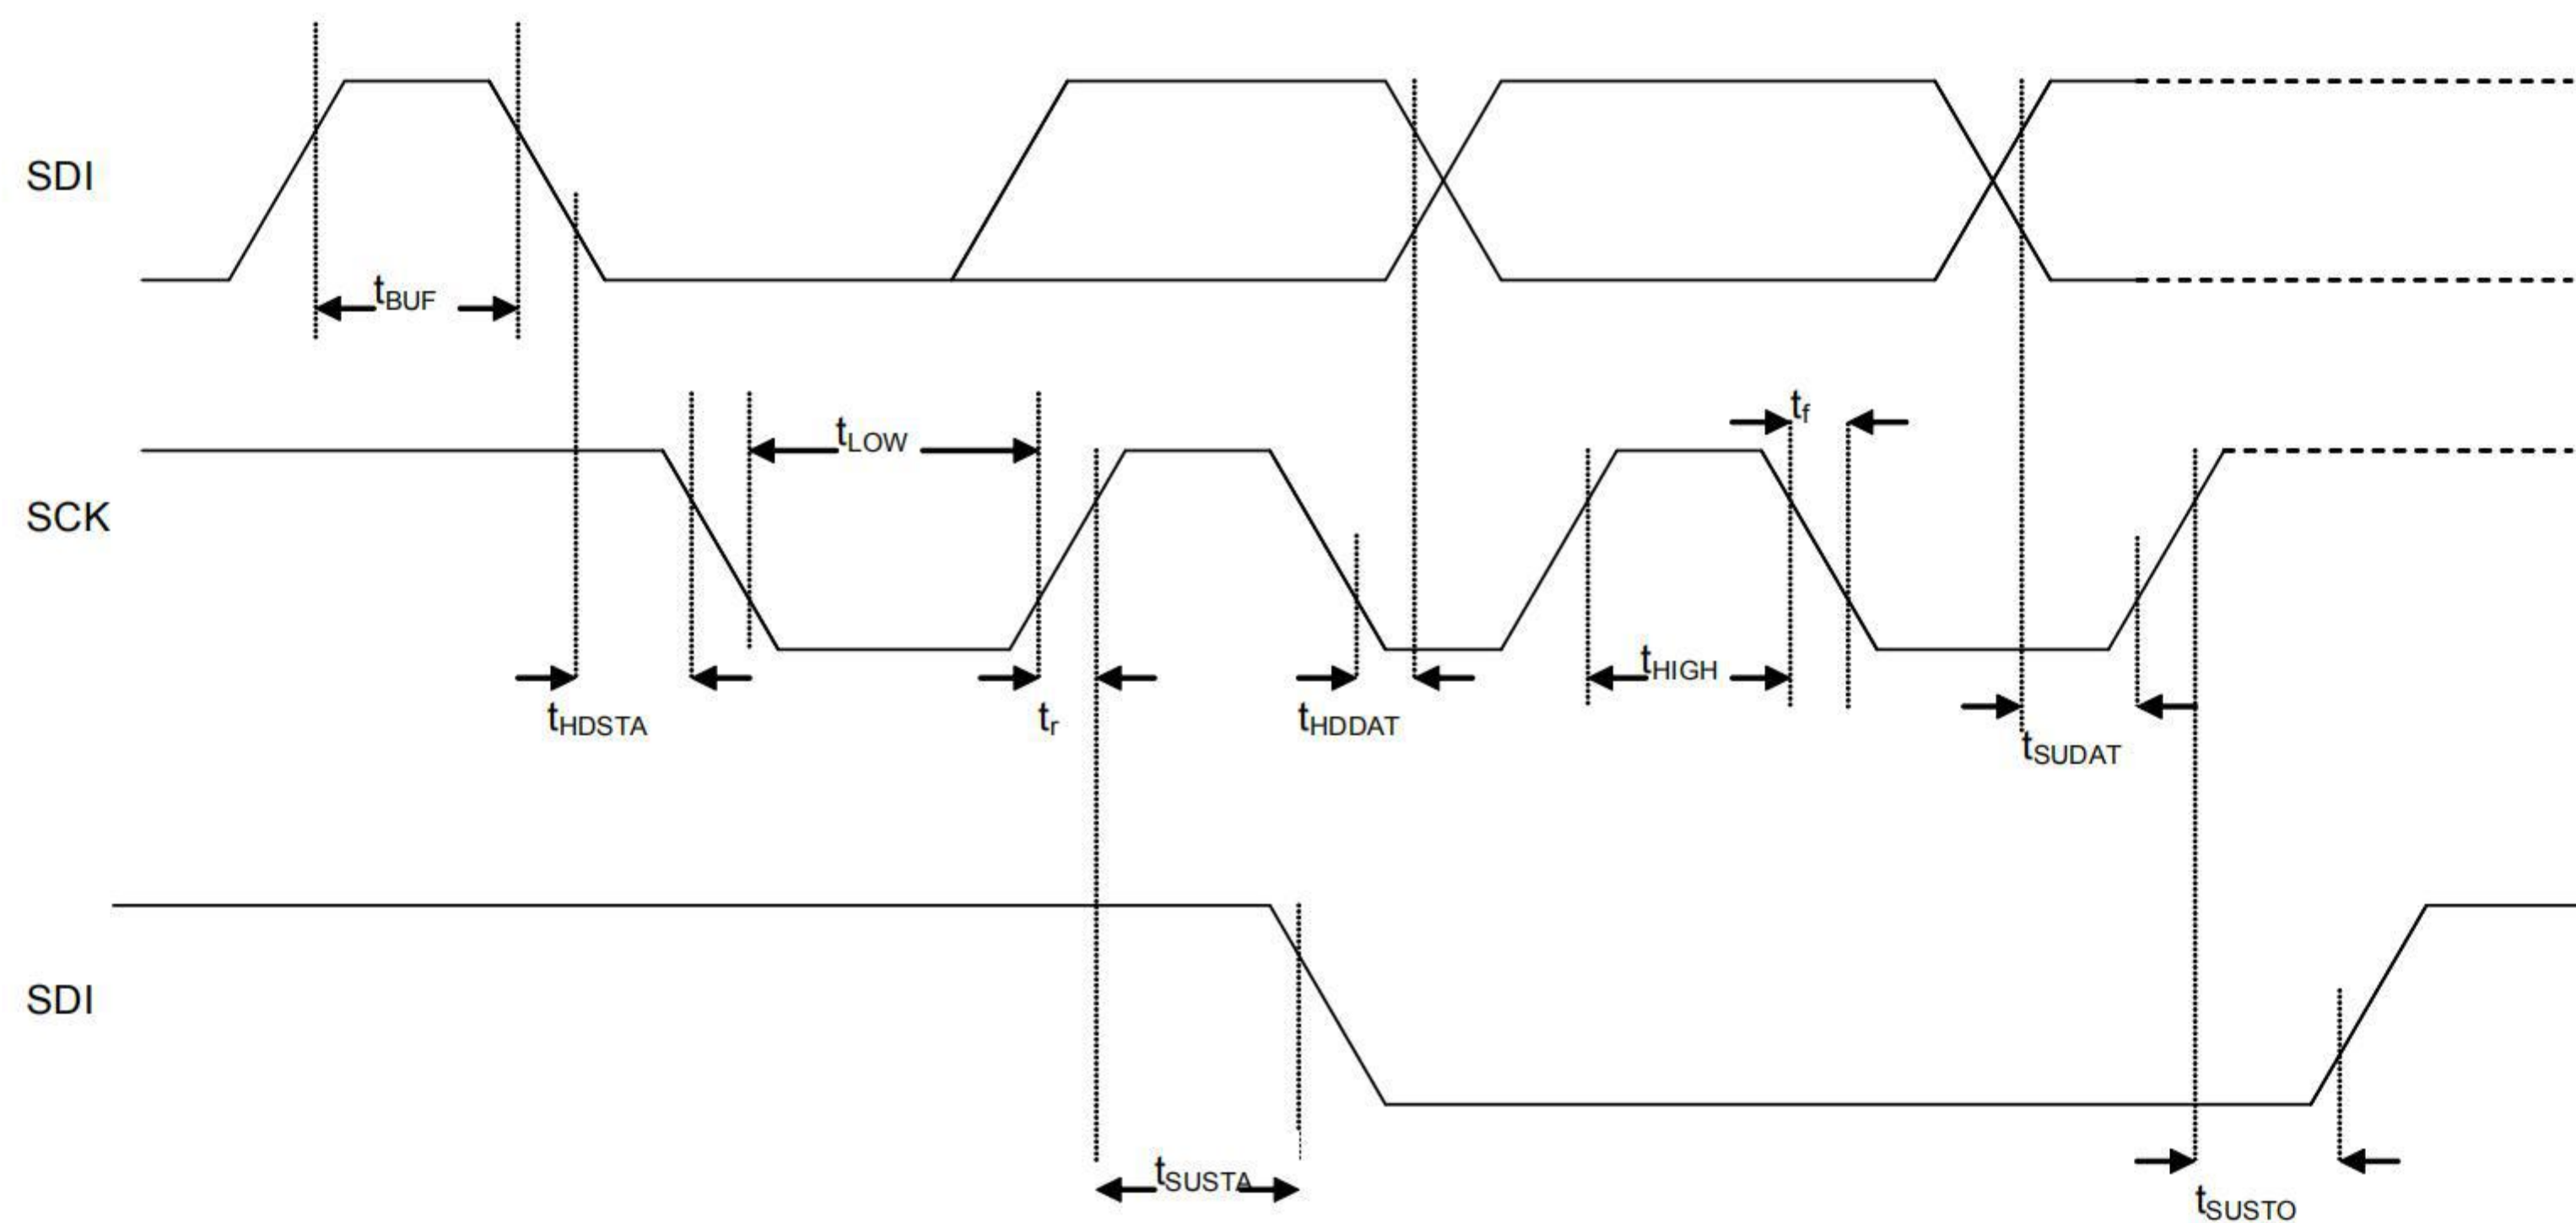 SDI
tBUF
tLOW
tf
SCK
tHDSTA
tr
tHDDAT
tHIGH
tSUDAT
SDI
tSUSTA
tSUSTO